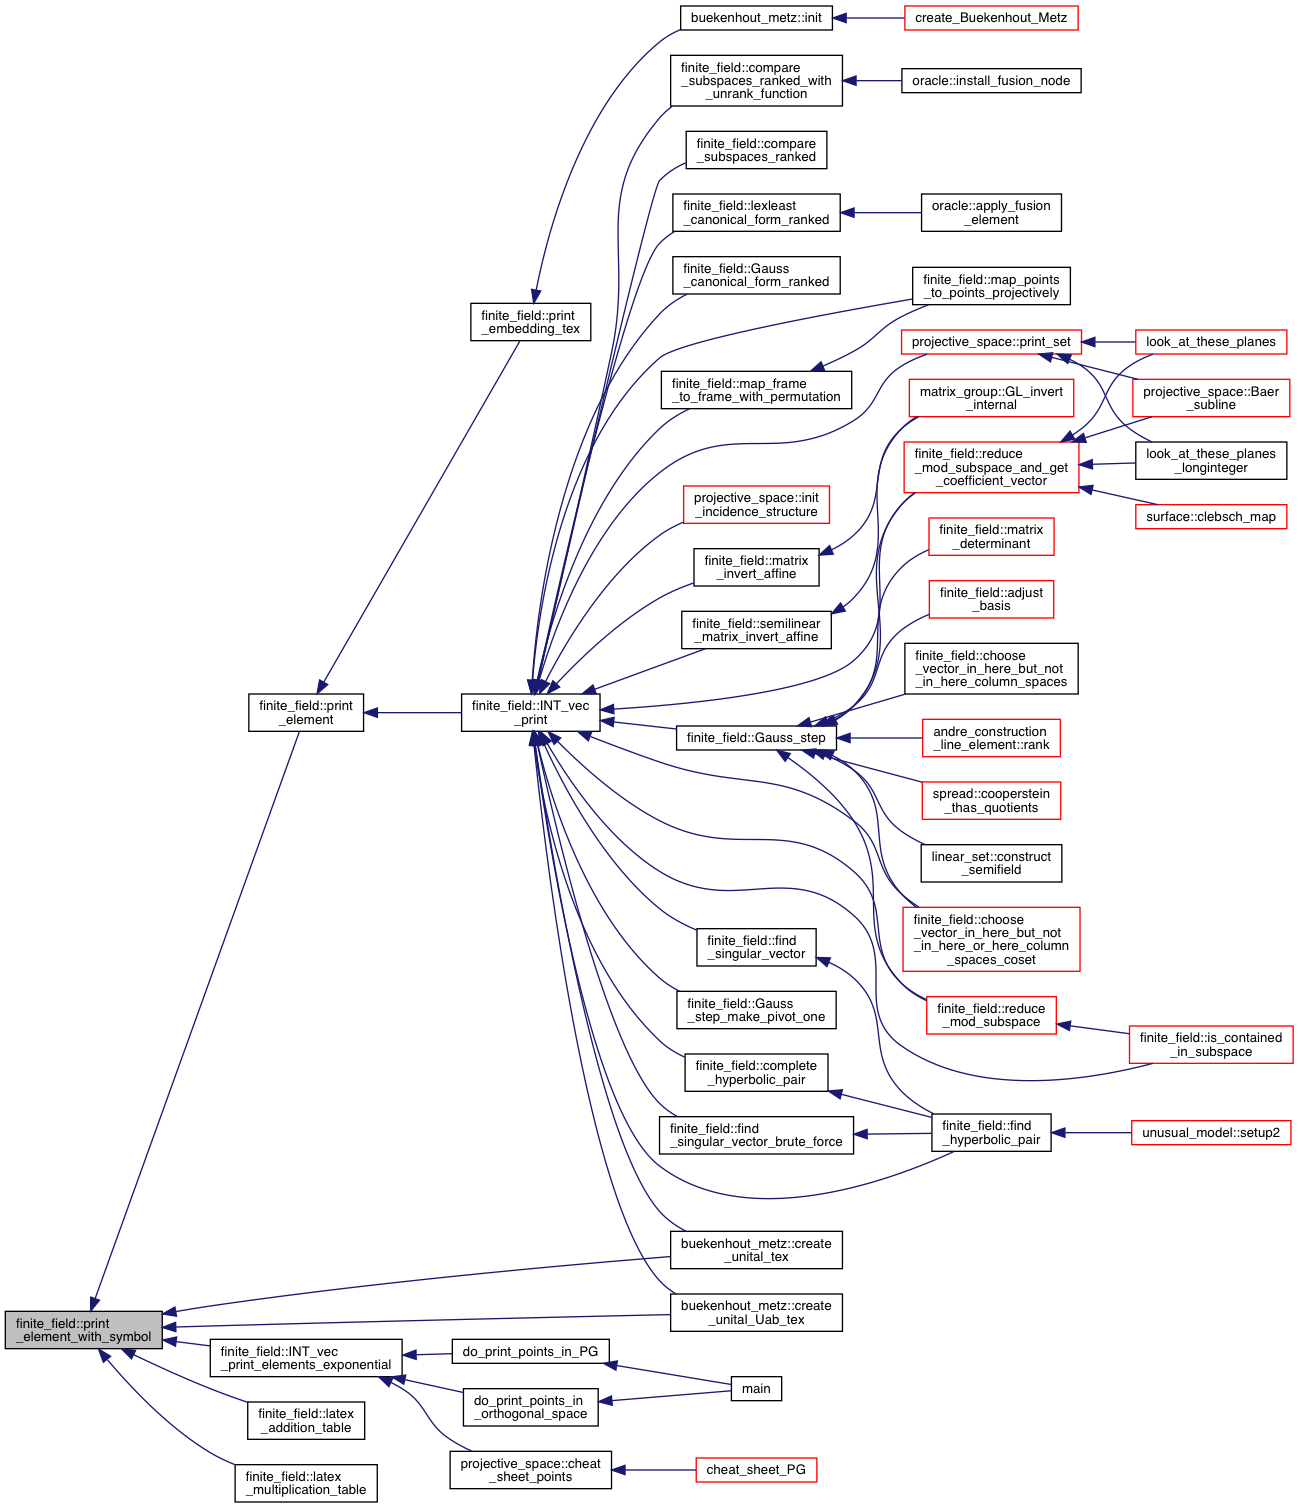 buekenhout_metz::init
create_Buekenhout_Metz
finite_field::compare
_subspaces_ranked_with
_unrank_function
oracle::install_fusion_node
finite_field::compare
_subspaces_ranked
finite_field::lexleast
_canonical_form_ranked
oracle::apply_fusion
_element
finite_field::Gauss
_canonical_form_ranked
finite_field::map_points
_to_points_projectively
finite_field::print
_embedding_tex
projective_space::print_set
look_at_these_planes
finite_field::map_frame
_to_frame_with_permutation
matrix_group::GL_invert
_internal
projective_space::Baer
_subline
finite_field::reduce
_mod_subspace_and_get
_coefficient_vector
look_at_these_planes
_longinteger
projective_space::init
_incidence_structure
surface::clebsch_map
finite_field::matrix
_determinant
finite_field::matrix
_invert_affine
finite_field::adjust
_basis
finite_field::semilinear
_matrix_invert_affine
finite_field::choose
_vector_in_here_but_not
_in_here_column_spaces
finite_field::print
_element
finite_field::INT_vec
_print
finite_field::Gauss_step
andre_construction
_line_element::rank
spread::cooperstein
_thas_quotients
linear_set::construct
_semifield
finite_field::choose
_vector_in_here_but_not
_in_here_or_here_column
_spaces_coset
finite_field::find
_singular_vector
finite_field::Gauss
_step_make_pivot_one
finite_field::reduce
_mod_subspace
finite_field::is_contained
_in_subspace
finite_field::complete
_hyperbolic_pair
finite_field::find
_singular_vector_brute_force
finite_field::find
_hyperbolic_pair
unusual_model::setup2
buekenhout_metz::create
_unital_tex
buekenhout_metz::create
_unital_Uab_tex
finite_field::print
_element_with_symbol
finite_field::INT_vec
_print_elements_exponential
do_print_points_in_PG
main
do_print_points_in
_orthogonal_space
finite_field::latex
_addition_table
projective_space::cheat
_sheet_points
cheat_sheet_PG
finite_field::latex
_multiplication_table